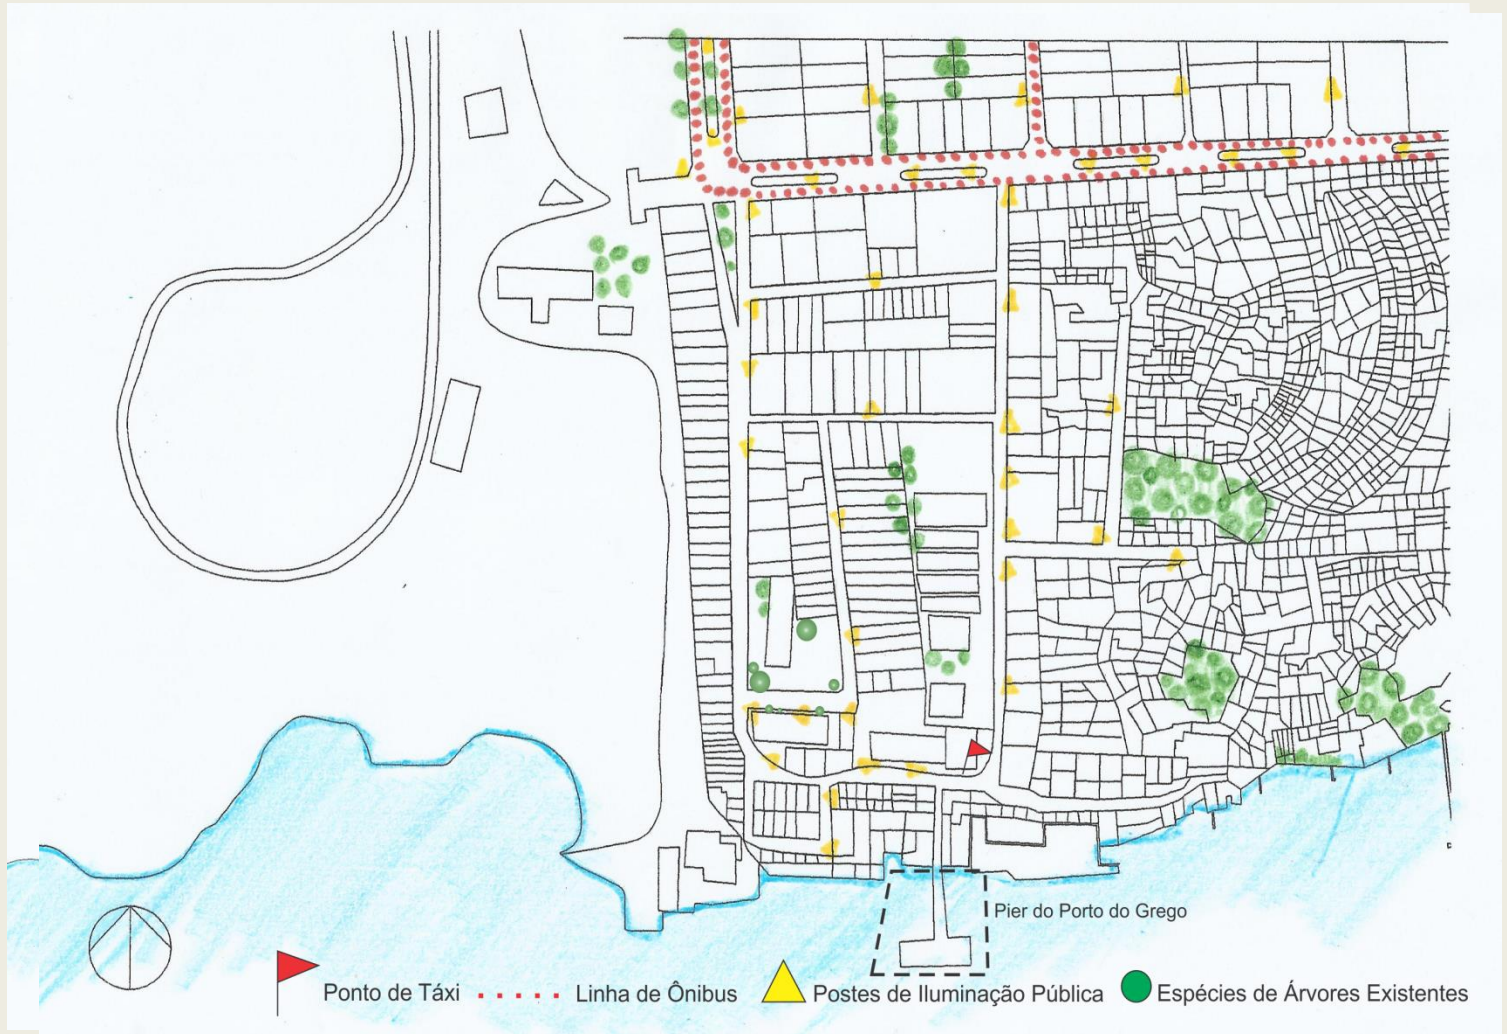 Pier do Porto do Grego
Ponto de Táxi
Linha de Ônibus
Postes de Iluminação Pública
Espécies de Árvores Existentes